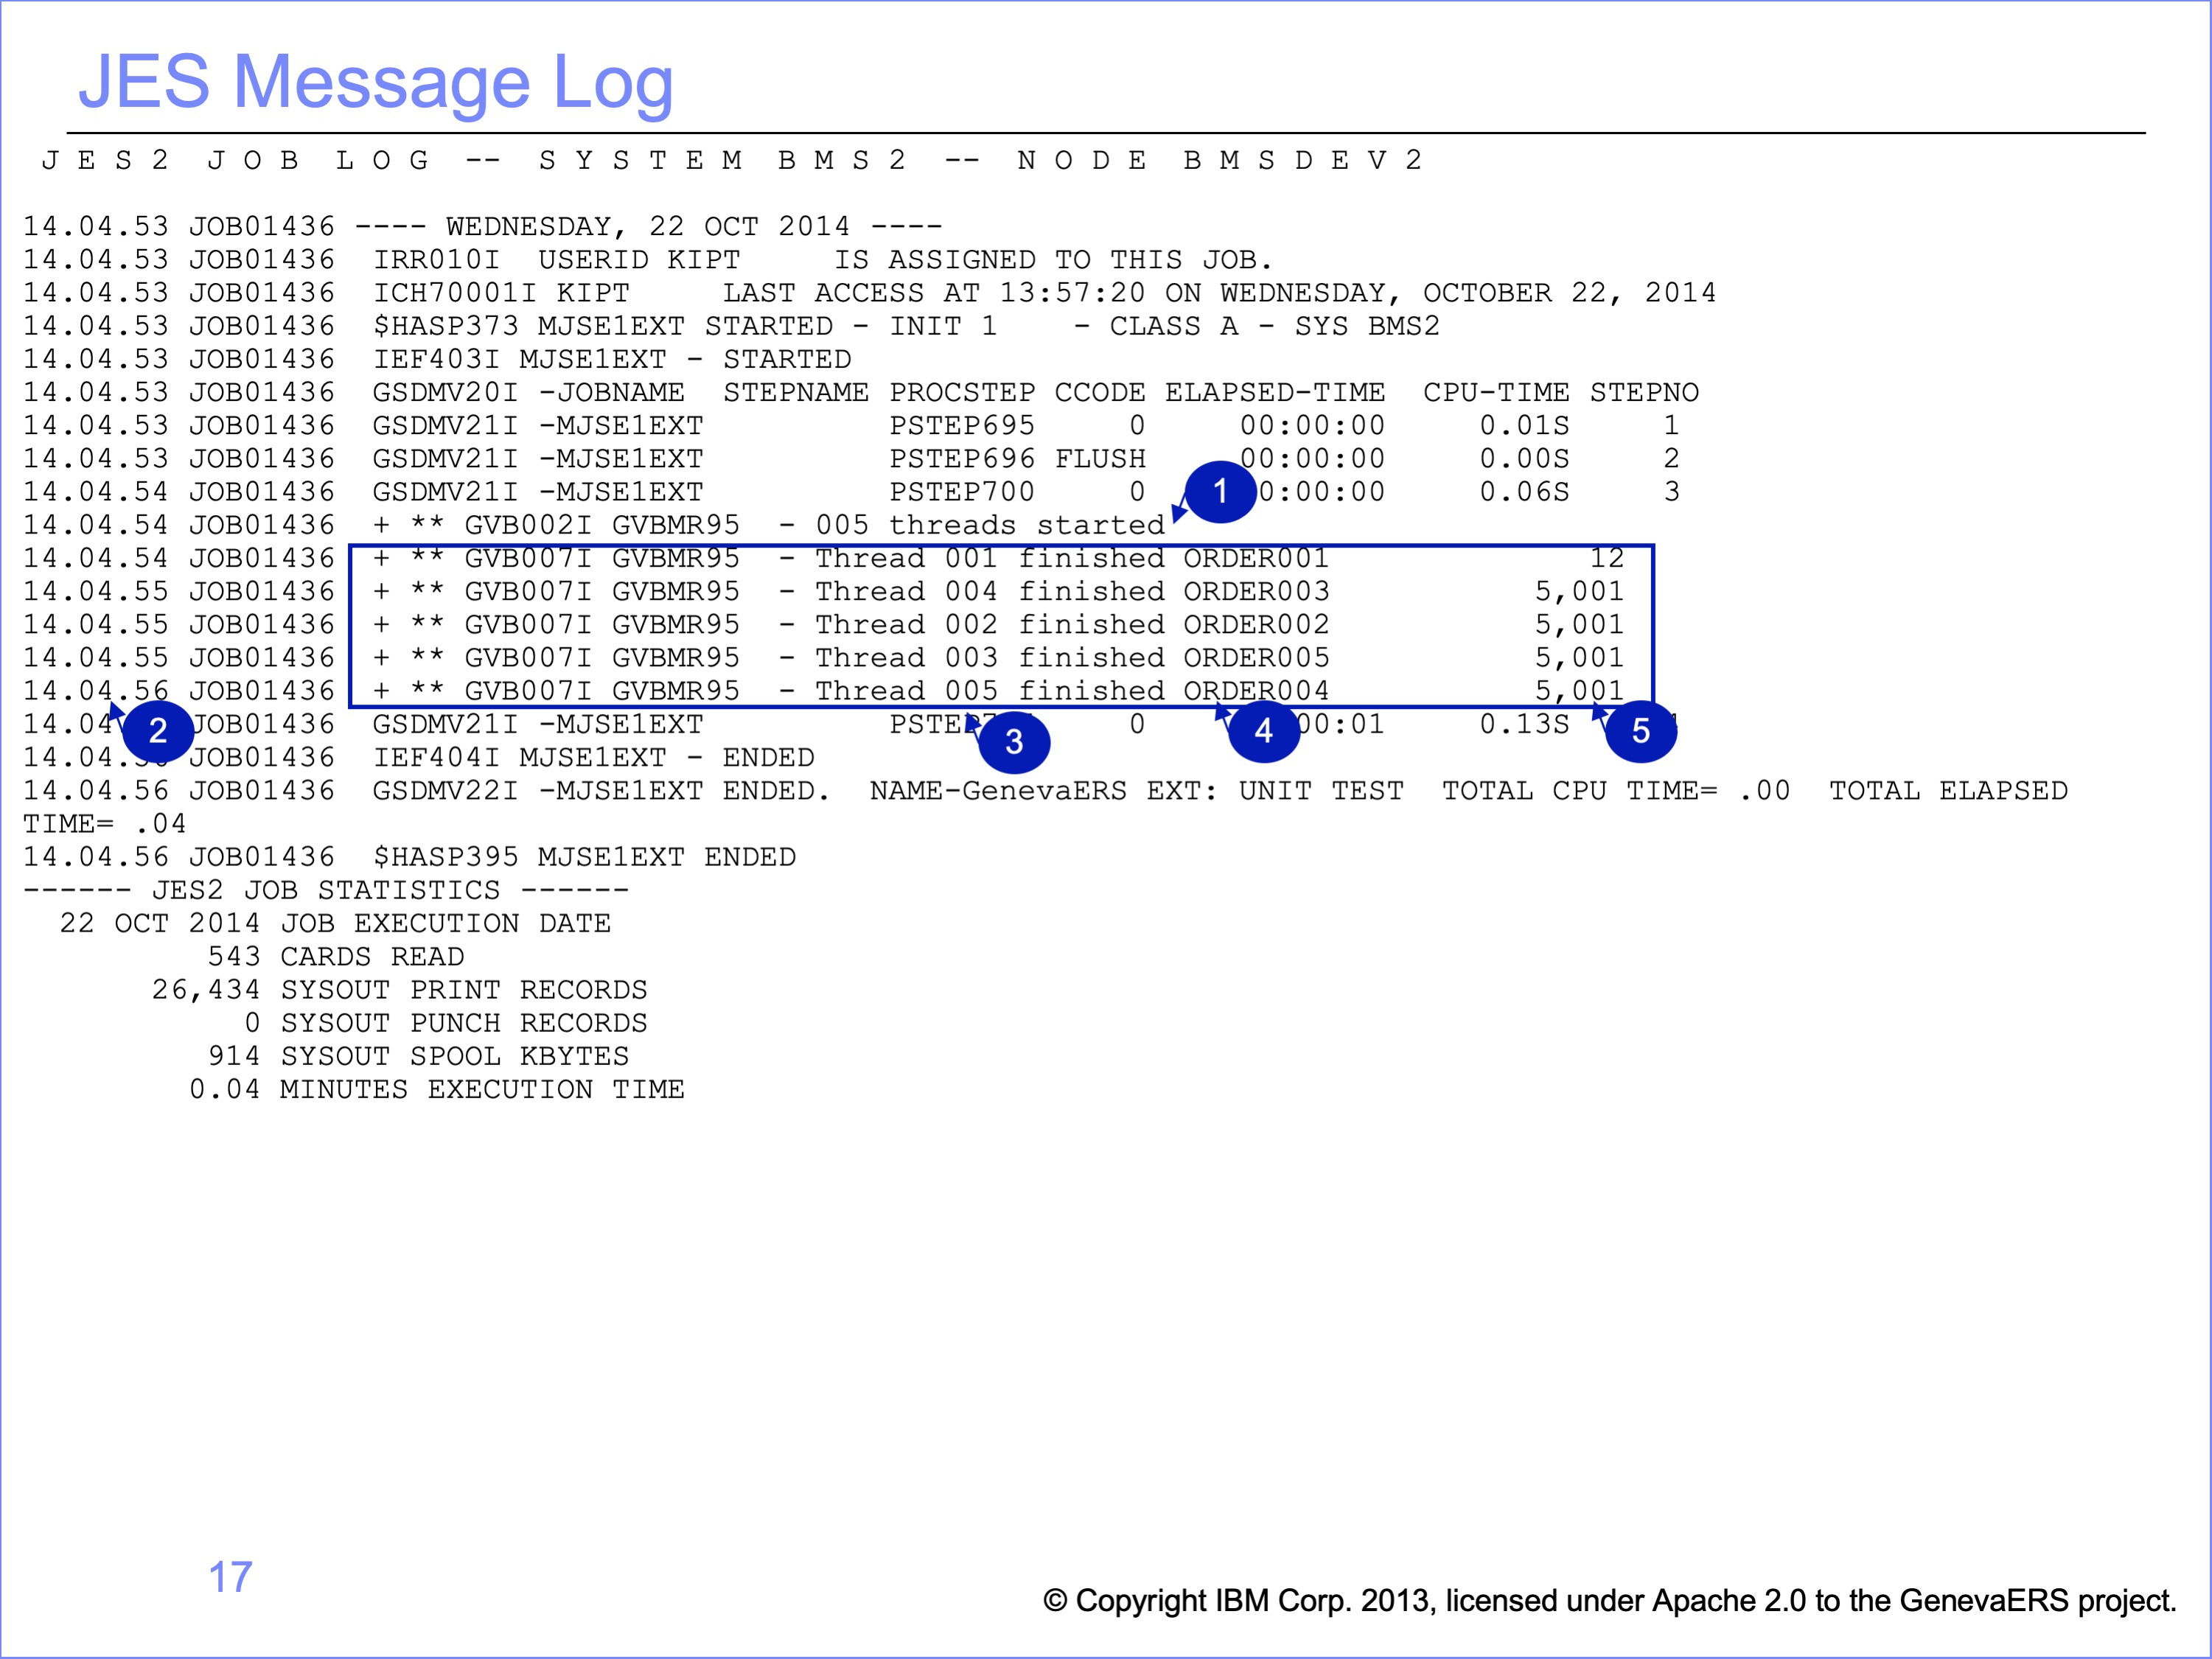 JES Message Log
J E S 2  J O B  L O G  --  S Y S T E M  B M S 2  --  N O D E  B M S D E V 2
14.04.53 JOB01436 ---- WEDNESDAY, 22 OCT 2014 ----
14.04.53 JOB01436  IRR010I  USERID KIPT     IS ASSIGNED TO THIS JOB.
14.04.53 JOB01436  ICH70001I KIPT     LAST ACCESS AT 13:57:20 ON WEDNESDAY, OCTOBER 22, 2014
14.04.53 JOB01436  $HASP373 MJSE1EXT STARTED - INIT 1    - CLASS A - SYS BMS2
14.04.53 JOB01436  IEF403I MJSE1EXT - STARTED
14.04.53 JOB01436  GSDMV20I -JOBNAME  STEPNAME PROCSTEP CCODE ELAPSED-TIME  CPU-TIME STEPNO
14.04.53 JOB01436  GSDMV21I -MJSE1EXT          PSTEP695     0     00:00:00     0.01S     1
14.04.53 JOB01436  GSDMV21I -MJSE1EXT          PSTEP696 FLUSH     00:00:00     0.00S     2
14.04.54 JOB01436  GSDMV21I -MJSE1EXT          PSTEP700     0     0:00:00     0.06S     3
1
14.04.54 JOB01436  + ** GVB002I GVBMR95  - 005 threads started
14.04.54 JOB01436  + ** GVB007I GVBMR95  - Thread 001 finished ORDER001              12
14.04.55 JOB01436  + ** GVB007I GVBMR95  - Thread 004 finished ORDER003           5,001
14.04.55 JOB01436  + ** GVB007I GVBMR95  - Thread 002 finished ORDER002           5,001
14.04.55 JOB01436  + ** GVB007I GVBMR95  - Thread 003 finished ORDER005           5,001
14.04.56 JOB01436  + ** GVB007I GVBMR95  - Thread 005 finished ORDER004           5,001
14.04 JOB01436  GSDMV21I -MJSE1EXT          PSTEP     0     00:01     0.13S
2 3 4 5
14.04. JOB01436  IEF404I MJSE1EXT - ENDED
14.04.56 JOB01436  GSDMV22I -MJSE1EXT ENDED.  NAME-GenevaERS EXT: UNIT TEST  TOTAL CPU TIME= .00  TOTAL ELAPSED
TIME= .04
14.04.56 JOB01436  $HASP395 MJSE1EXT ENDED
------ JES2 JOB STATISTICS ------
22 OCT 2014 JOB EXECUTION DATE
543 CARDS READ
26,434 SYSOUT PRINT RECORDS
0 SYSOUT PUNCH RECORDS
914 SYSOUT SPOOL KBYTES
0.04 MINUTES EXECUTION TIME
17
© Copyright IBM Corp. 2013, licensed under Apache 2.0 to the GenevaERS project.